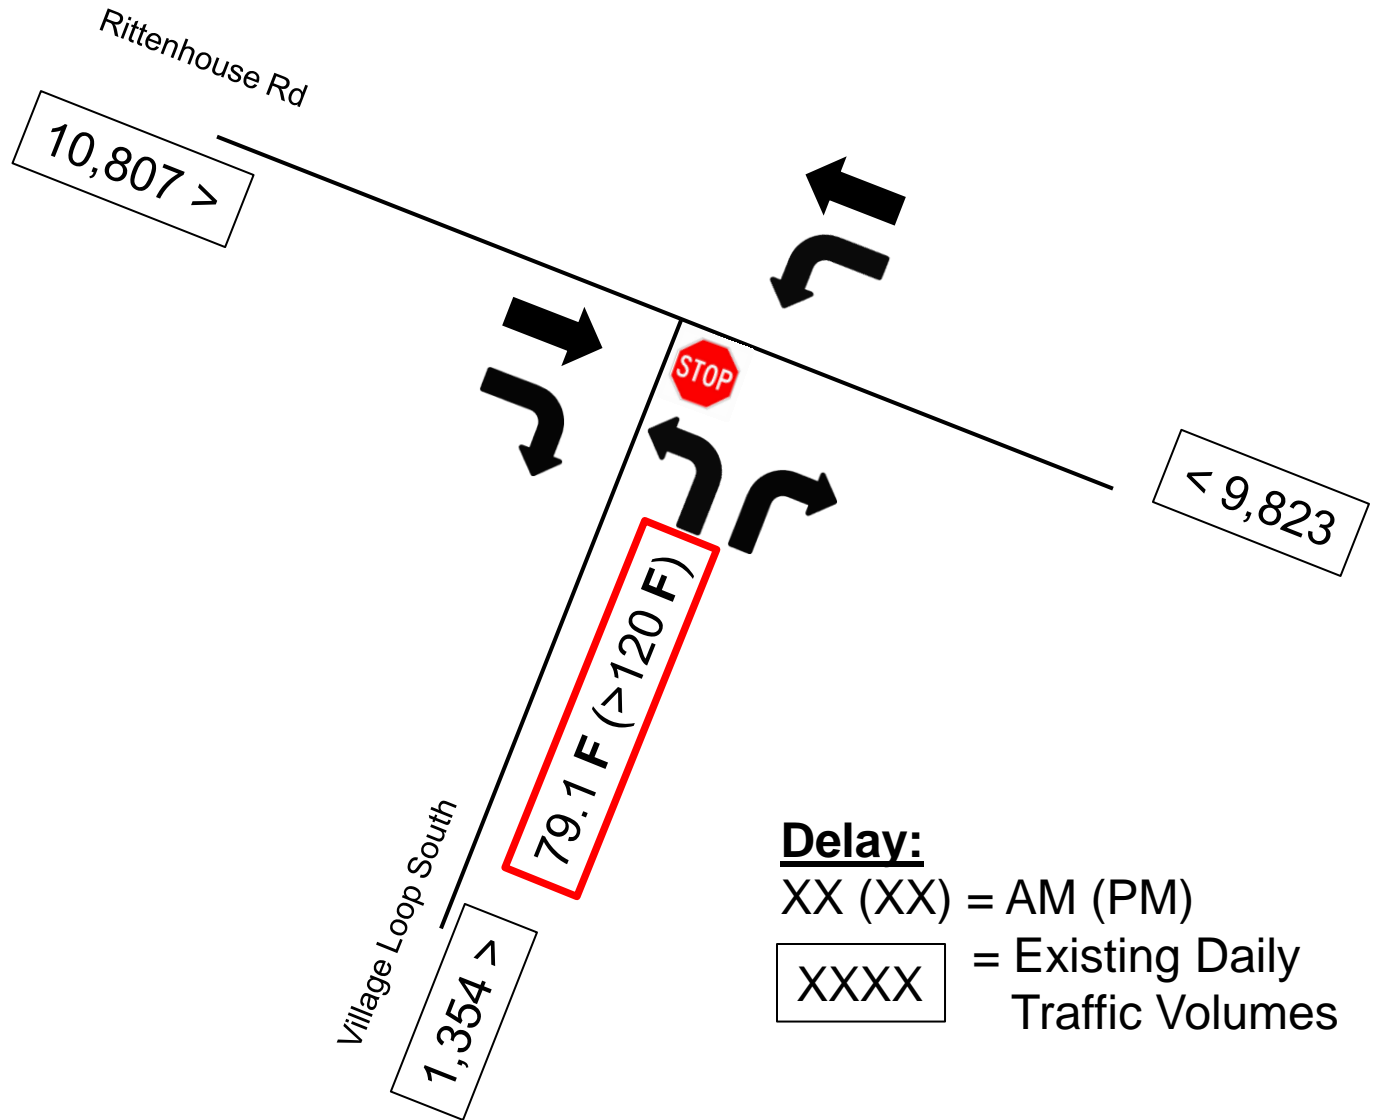 Rittenhouse Rd
10,807 >
STOP
< 9,823
79.1 F (>120 F)
Village Loop South
1,354 >
Delay:
XX (XX) = AM (PM)
XXXX = Existing Daily
Traffic Volumes